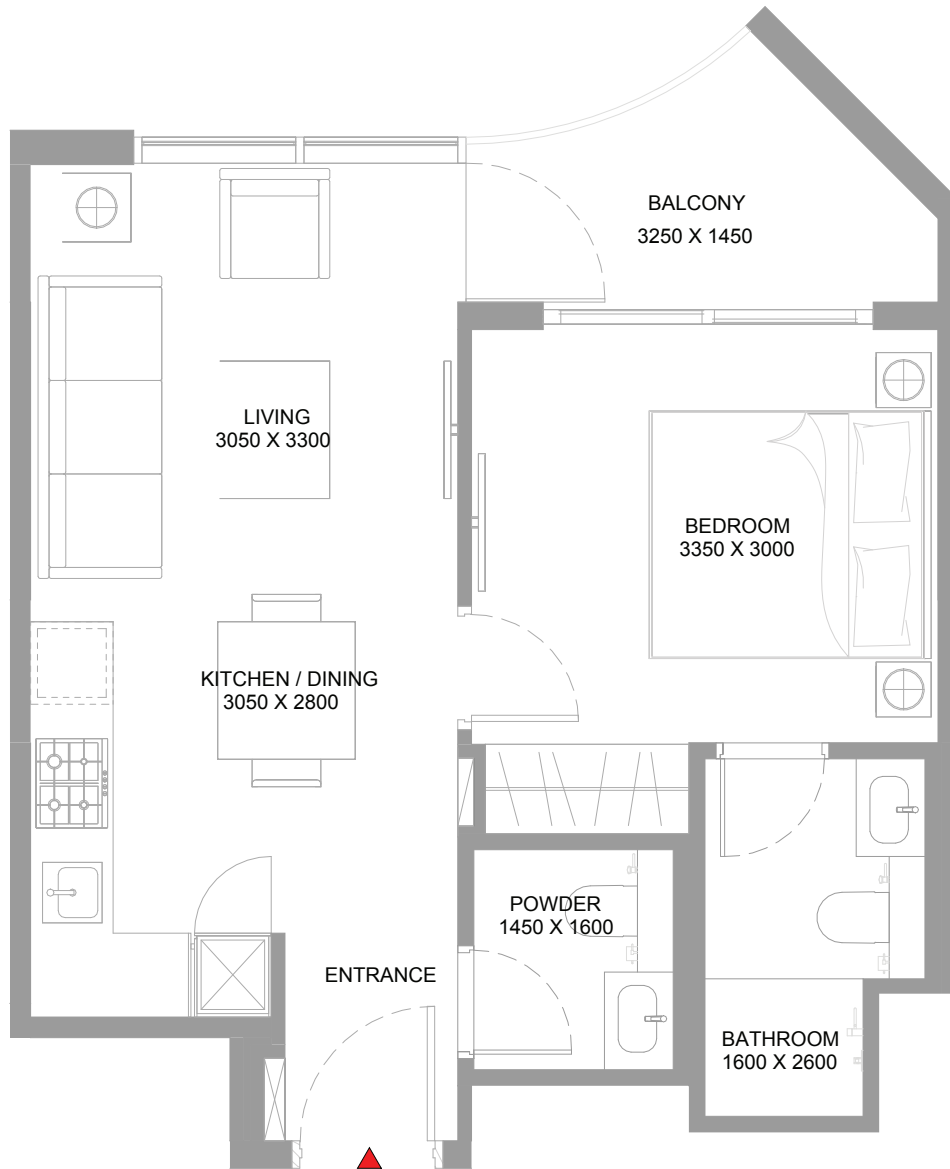 BALCONY
3250 X 1450
LIVING
3050 X 3300
BEDROOM
3350 X 3000
KITCHEN / DINING
3050 X 2800
POWDER
1450 X 1600
ENTRANCE
BATHROOM
1600 X 2600